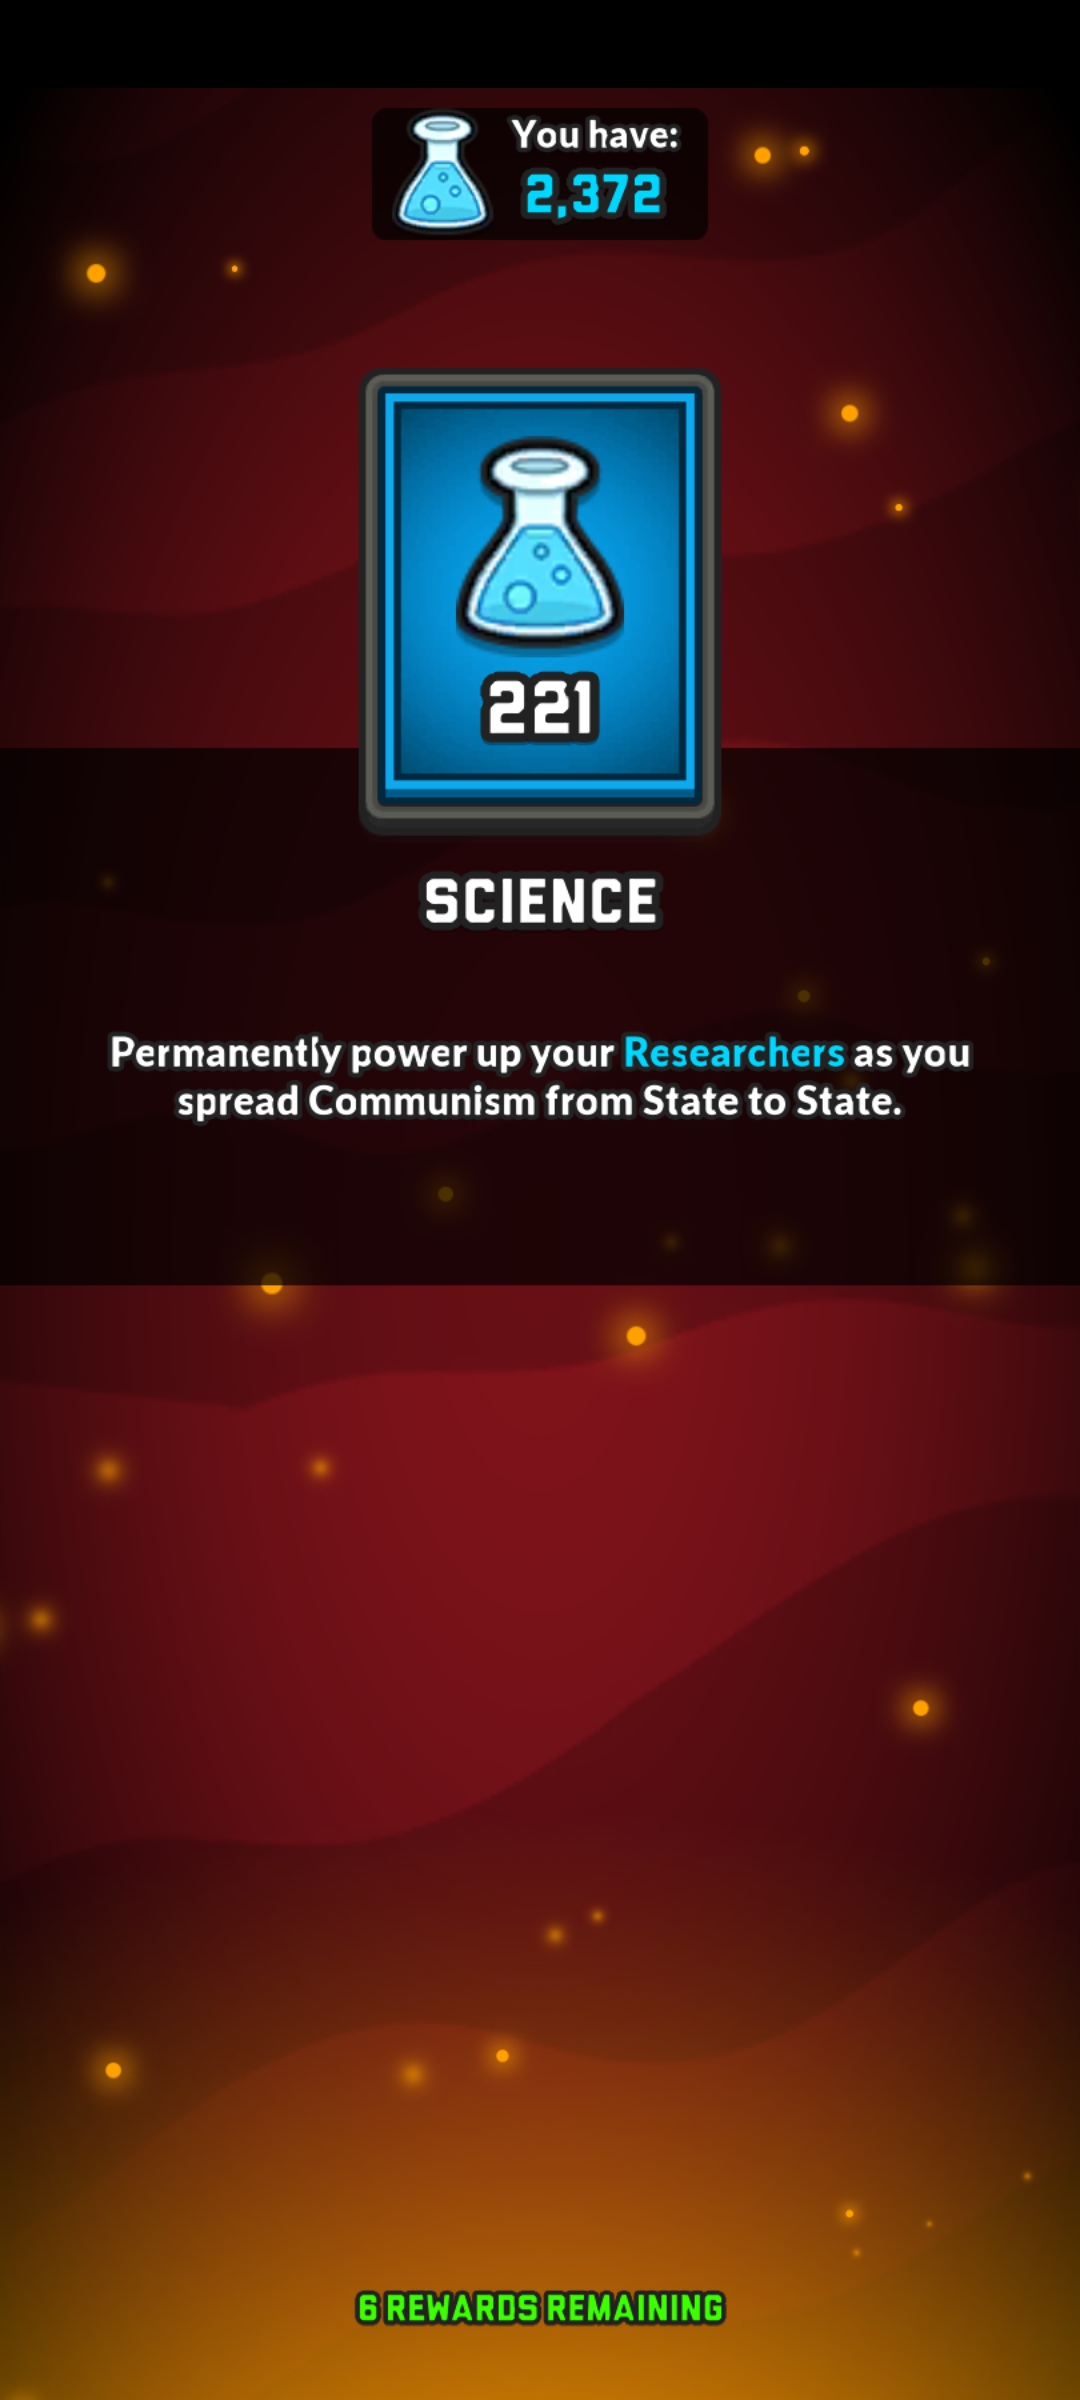 You have:
2,372
221
SCIENCE
Permanently power up your Researchers as you
spread Communism from State to State.
6 REWARDS REMAINING